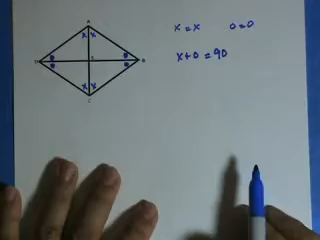 x = x    o = o
x + o = 90
A
x x
D
B
x x
C